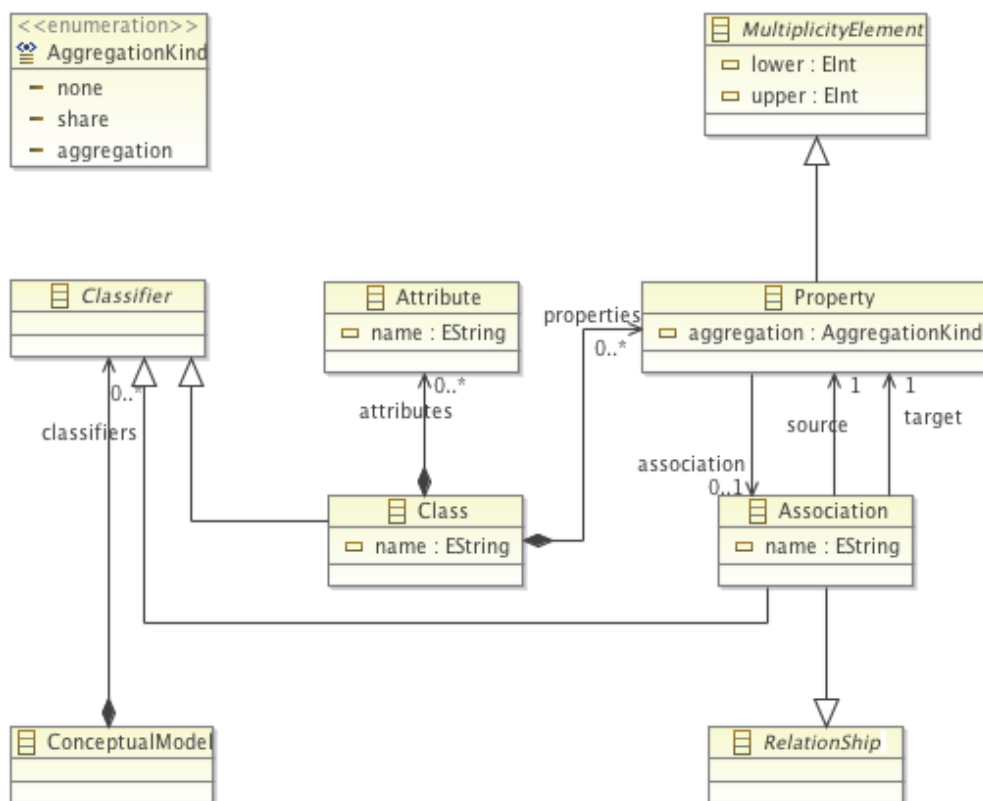 <<enumeration>>
AggregationKind
none
share
aggregation
MultiplicityElement
lower : EInt
upper : EInt
Classifier
Attribute
name : EString
Property
aggregation : AggregationKind
properties
0..*
0..*
classifiers
0..*
attributes
association
0..1
source
1
target
1
Class
name : EString
Association
name : EString
ConceptualModel
RelationShip